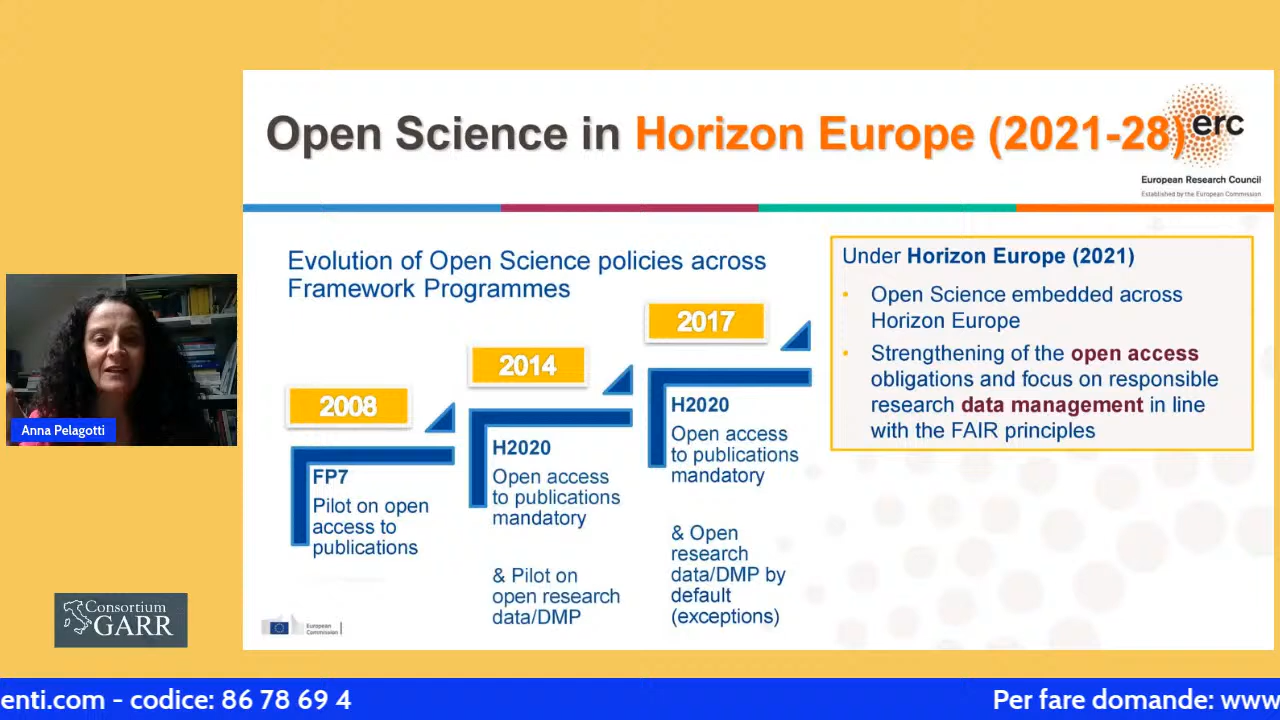 Open Science in Horizon Europe (2021-28)
erc
European Research Council
Established by the European Commission
Evolution of Open Science policies across
Framework Programmes
2008
FP7
Pilot on open
access to
publications
2014
H2020
Open access
to publications
mandatory
& Pilot on
open research
data/DMP
2017
H2020
Open access
to publications
mandatory
& Open
research
data/DMP by
default
(exceptions)
Under Horizon Europe (2021)
• Open Science embedded across
Horizon Europe
• Strengthening of the open access
obligations and focus on responsible
research data management in line
with the FAIR principles
European
Commission
Anna Pelagotti
Consortium
GARR
enti.com - codice: 86 78 69 4
Per fare domande: www